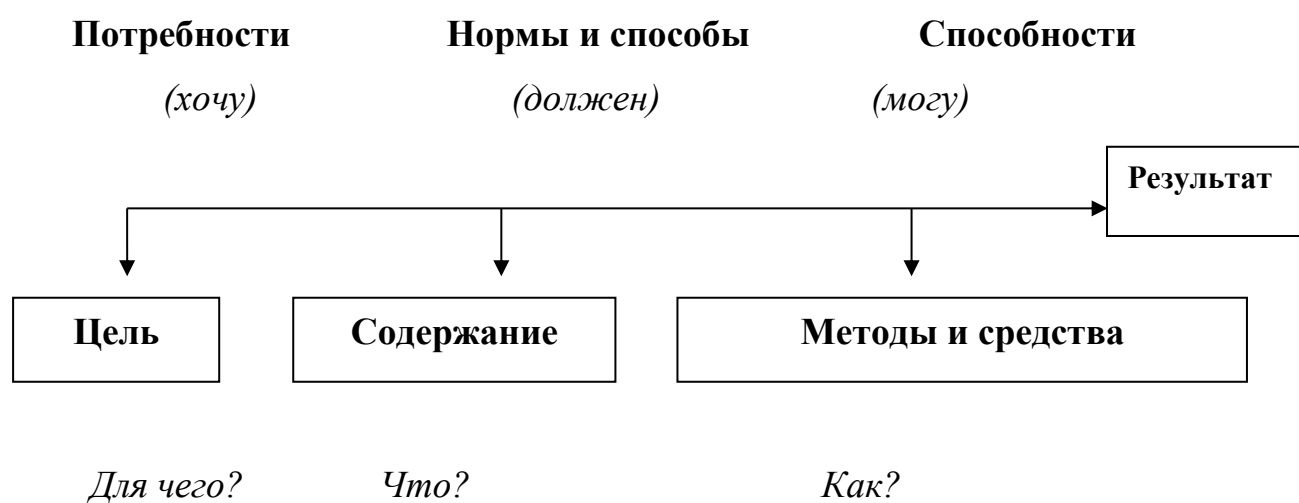 Потребности Нормы и способы Способности
(хочу) (должен) (могу)
Результат
Цель Содержание Методы и средства
Для чего? Что? Как?